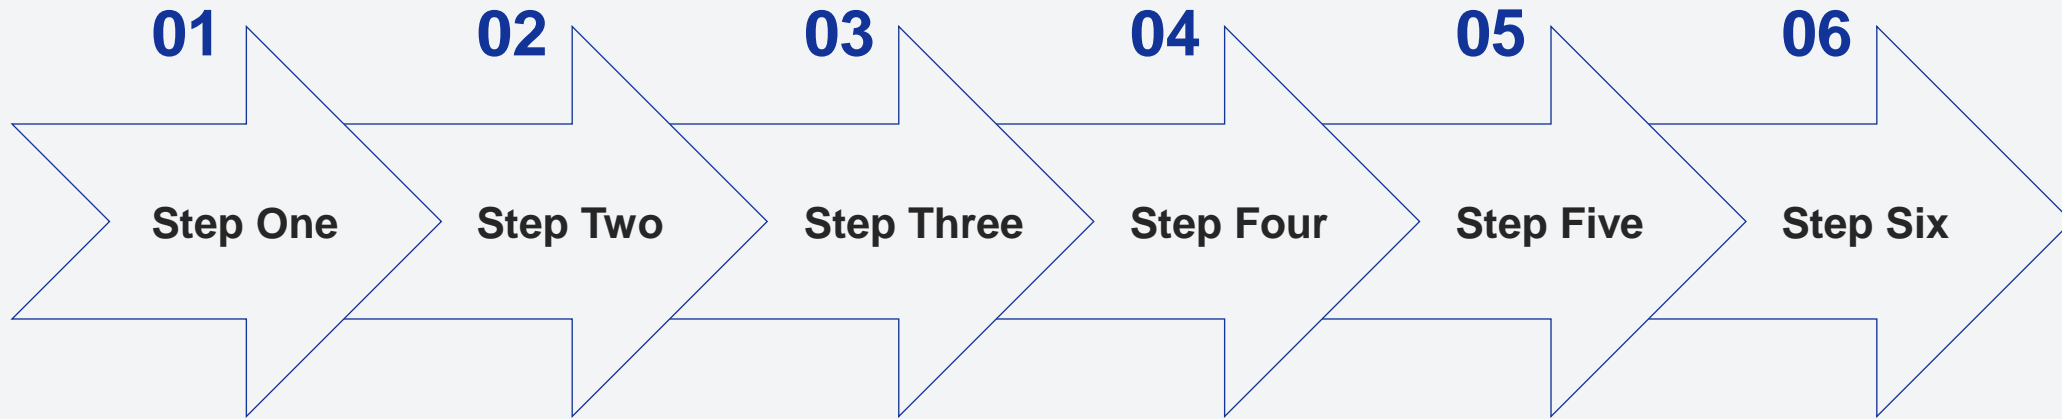 01
Step One
02
Step Two
03
Step Three
04
Step Four
05
Step Five
06
Step Six